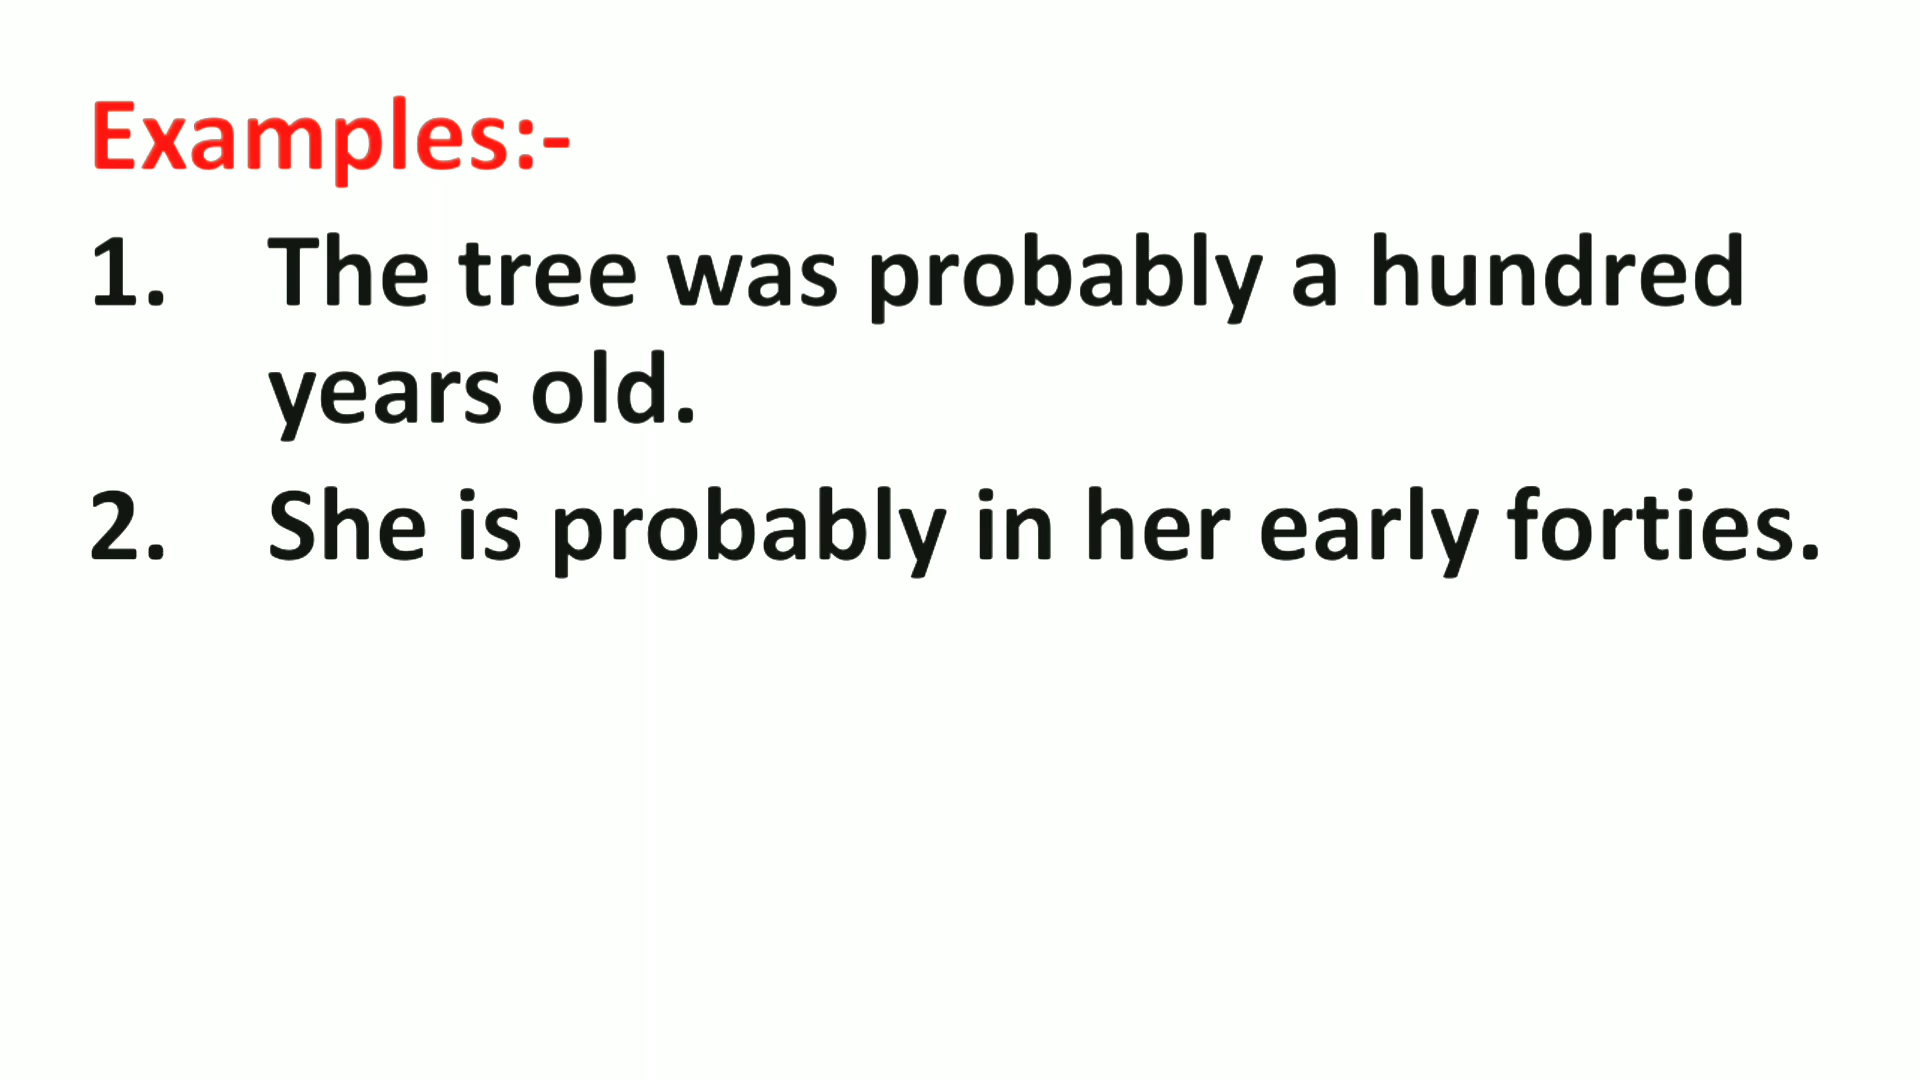 Examples:-
1. The tree was probably a hundred
years old.
2. She is probably in her early forties.